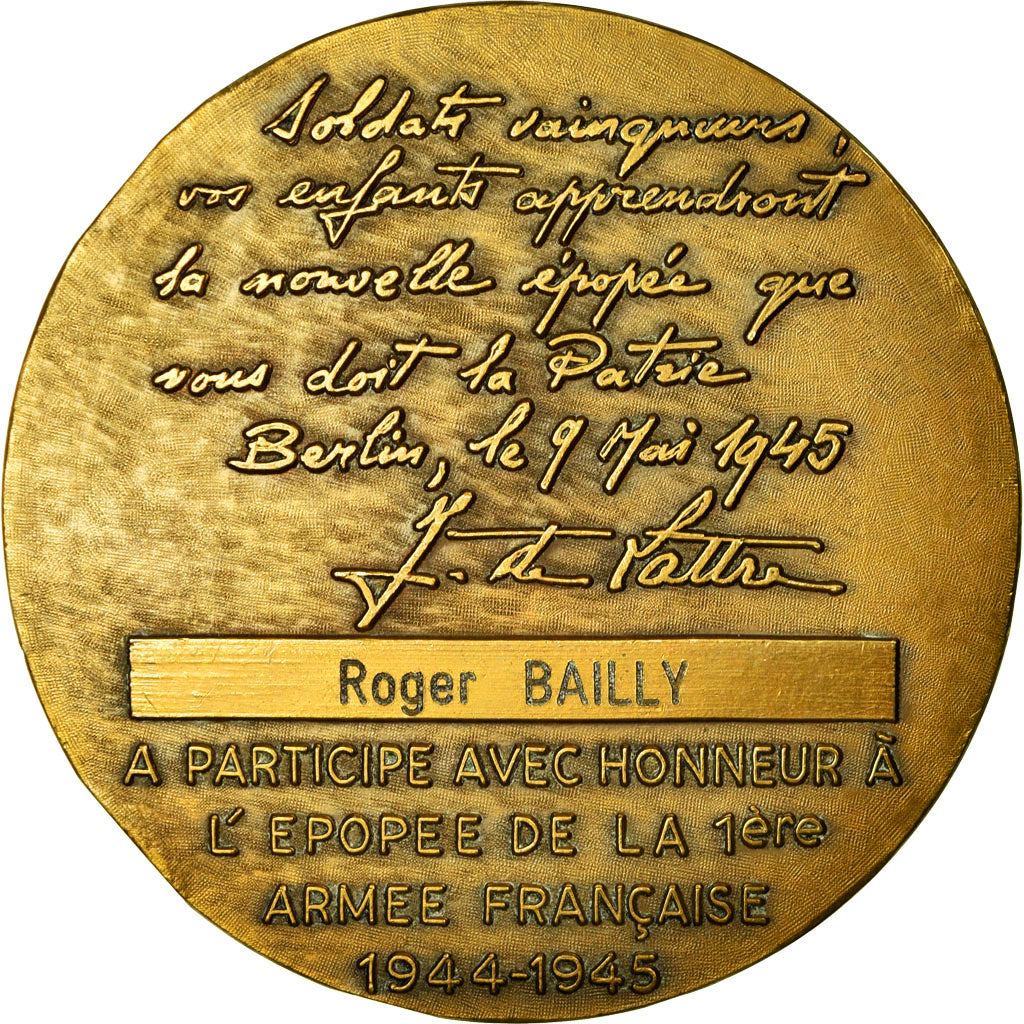 Soldats vainqueurs,
vos enfants apprendront
la nouvelle épopée que
vous doit la Patrie
Berlin, le 9 Mai 1945
J. de Lattre
Roger BAILLY
A PARTICIPE AVEC HONNEUR À
L' EPOPEE DE LA 1ère
ARMEE FRANÇAISE
1944-1945